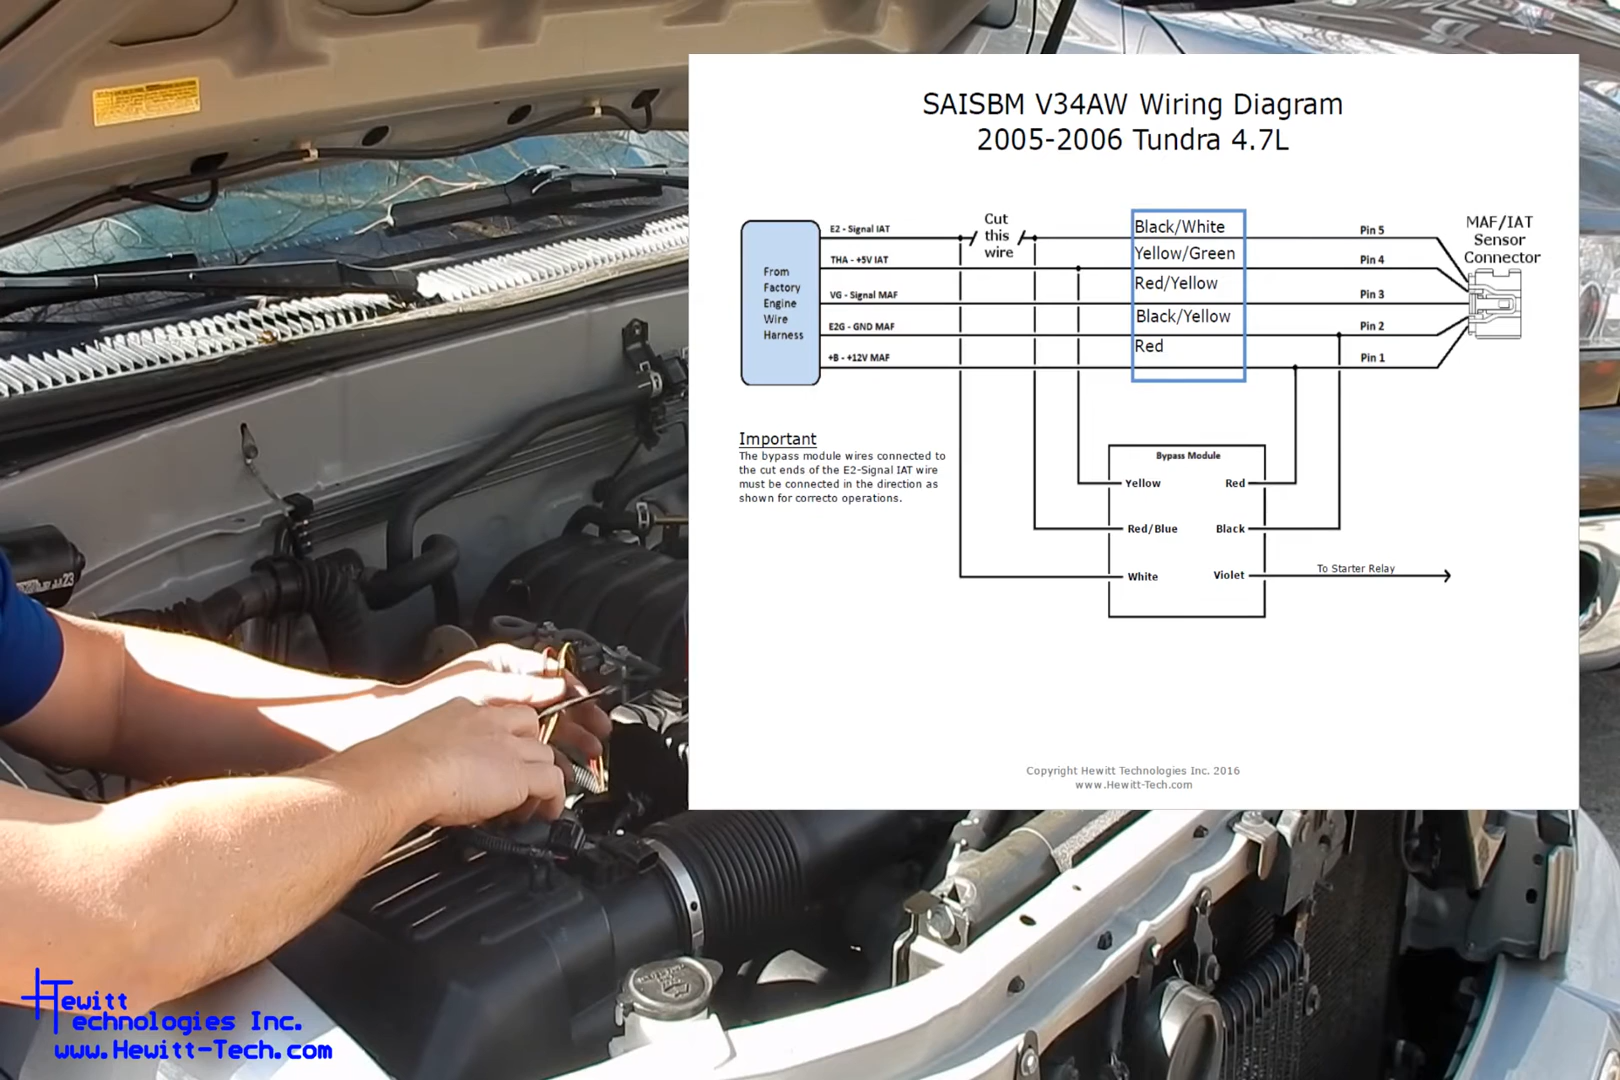 SAISBM V34AW Wiring Diagram
2005-2006 Tundra 4.7L
E2 - Signal IAT
Cut
this
wire
Black/White
Pin 5
MAF/IAT
Sensor
Connector
THA - +5V IAT
Yellow/Green
Pin 4
From
Factory
Engine
Wire
Harness
VG - Signal MAF
Red/Yellow
Pin 3
E2G - GND MAF
Black/Yellow
Pin 2
+B - +12V MAF
Red
Pin 1
Important
The bypass module wires connected to
the cut ends of the E2-Signal IAT wire
must be connected in the direction as
shown for correcto operations.
Bypass Module
Yellow
Red
Red/Blue
Black
White
Violet
To Starter Relay
Copyright Hewitt Technologies Inc. 2016
www.Hewitt-Tech.com
23
Hewitt
Technologies Inc.
www.Hewitt-Tech.com